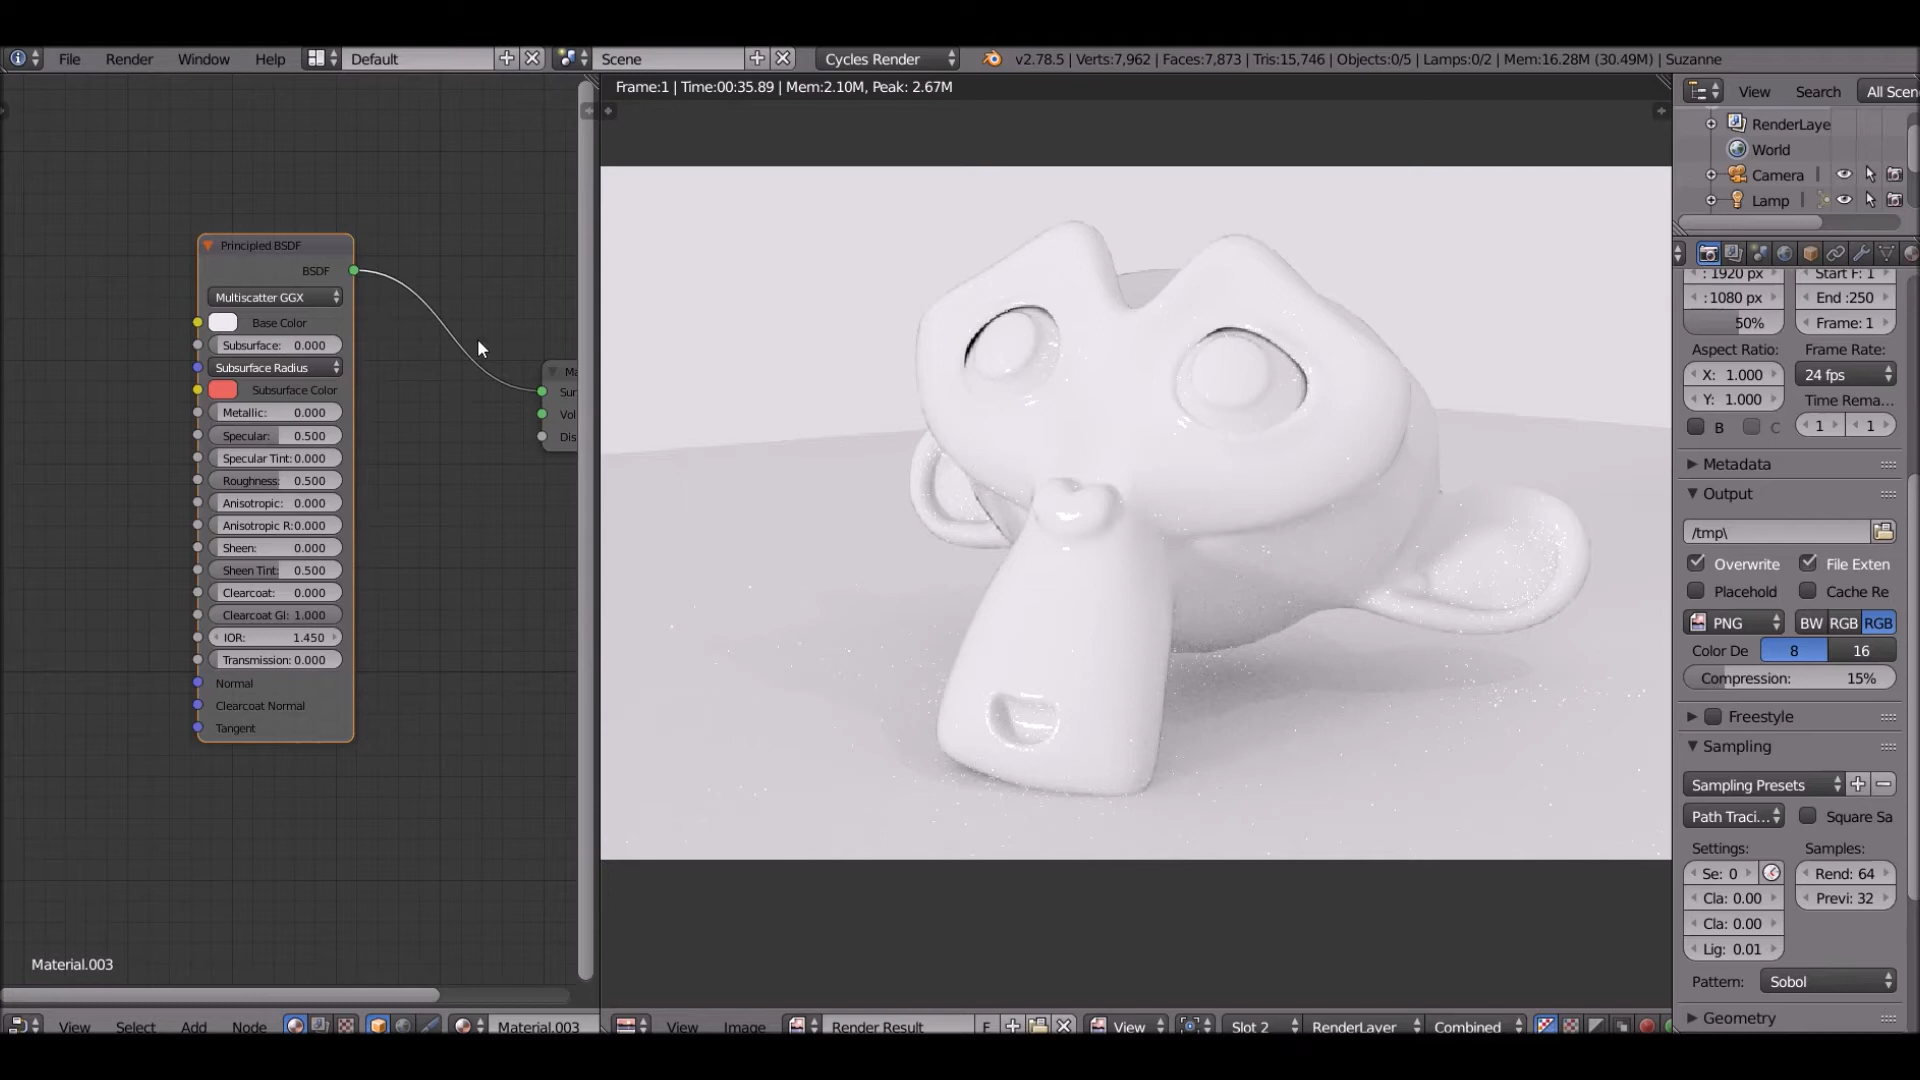 File Render Window Help Default Scene Cycles Render v2.78.5 | Verts:7,962 | Faces:7,873 | Tris:15,746 | Objects:0/5 | Lamps:0/2 | Mem:16.28M (30.49M) | Suzanne
Frame:1 | Time:00:35.89 | Mem:2.10M, Peak: 2.67M
Principled BSDF
BSDF
Multiscatter GGX
Base Color
Subsurface: 0.000
Subsurface Radius
Subsurface Color
Metallic: 0.000
Specular: 0.500
Specular Tint: 0.000
Roughness: 0.500
Anisotropic: 0.000
Anisotropic R:0.000
Sheen: 0.000
Sheen Tint: 0.500
Clearcoat: 0.000
Clearcoat Gl: 1.000
IOR: 1.450
Transmission: 0.000
Normal
Clearcoat Normal
Tangent
Ma
Sur
Vol
Dis
Material.003
View Select Add Node Material.003
View Image Render Result F View Slot 2 RenderLayer Combined
View Search All Scen
RenderLaye
World
Camera
Lamp
: 1920 px Start F: 1
:1080 px End :250
50% Frame: 1
Aspect Ratio: Frame Rate:
X: 1.000 24 fps
Y: 1.000 Time Rema...
B C 1 1
Metadata
Output
/tmp\
Overwrite File Exten
Placehold Cache Re
PNG BW RGB RGB
Color De 8 16
Compression: 15%
Freestyle
Sampling
Sampling Presets
Path Traci... Square Sa
Settings: Samples:
Se: 0 Rend: 64
Cla: 0.00 Previ: 32
Cla: 0.00
Lig: 0.01
Pattern: Sobol
Geometry